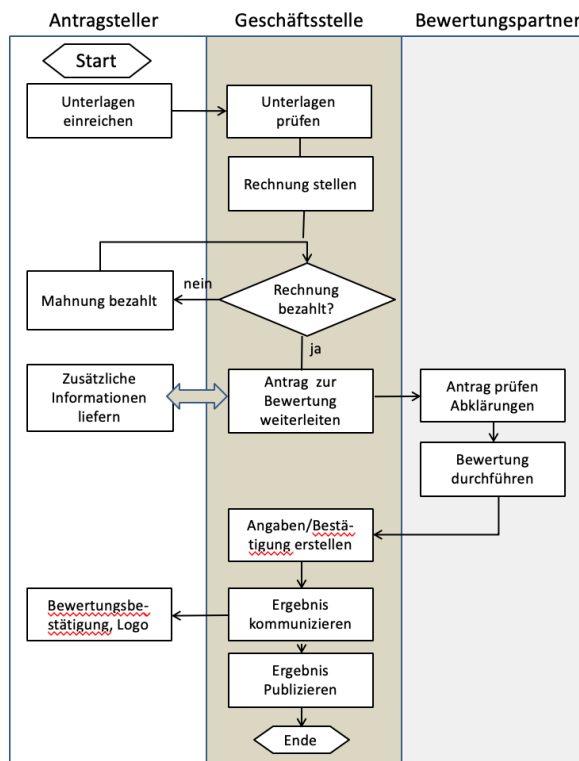 Antragsteller
Geschäftsstelle
Bewertungspartner
Start
Unterlagen
einreichen
Unterlagen
prüfen
Rechnung stellen
Mahnung bezahlt
nein
Rechnung
bezahlt?
ja
Zusätzliche
Informationen
liefern
Antrag zur
Bewertung
weiterleiten
Antrag prüfen
Abklärungen
Bewertung
durchführen
Angaben/Bestä-
tigung erstellen
Bewertungsbe-
stätigung, Logo
Ergebnis
kommunizieren
Ergebnis
Publizieren
Ende